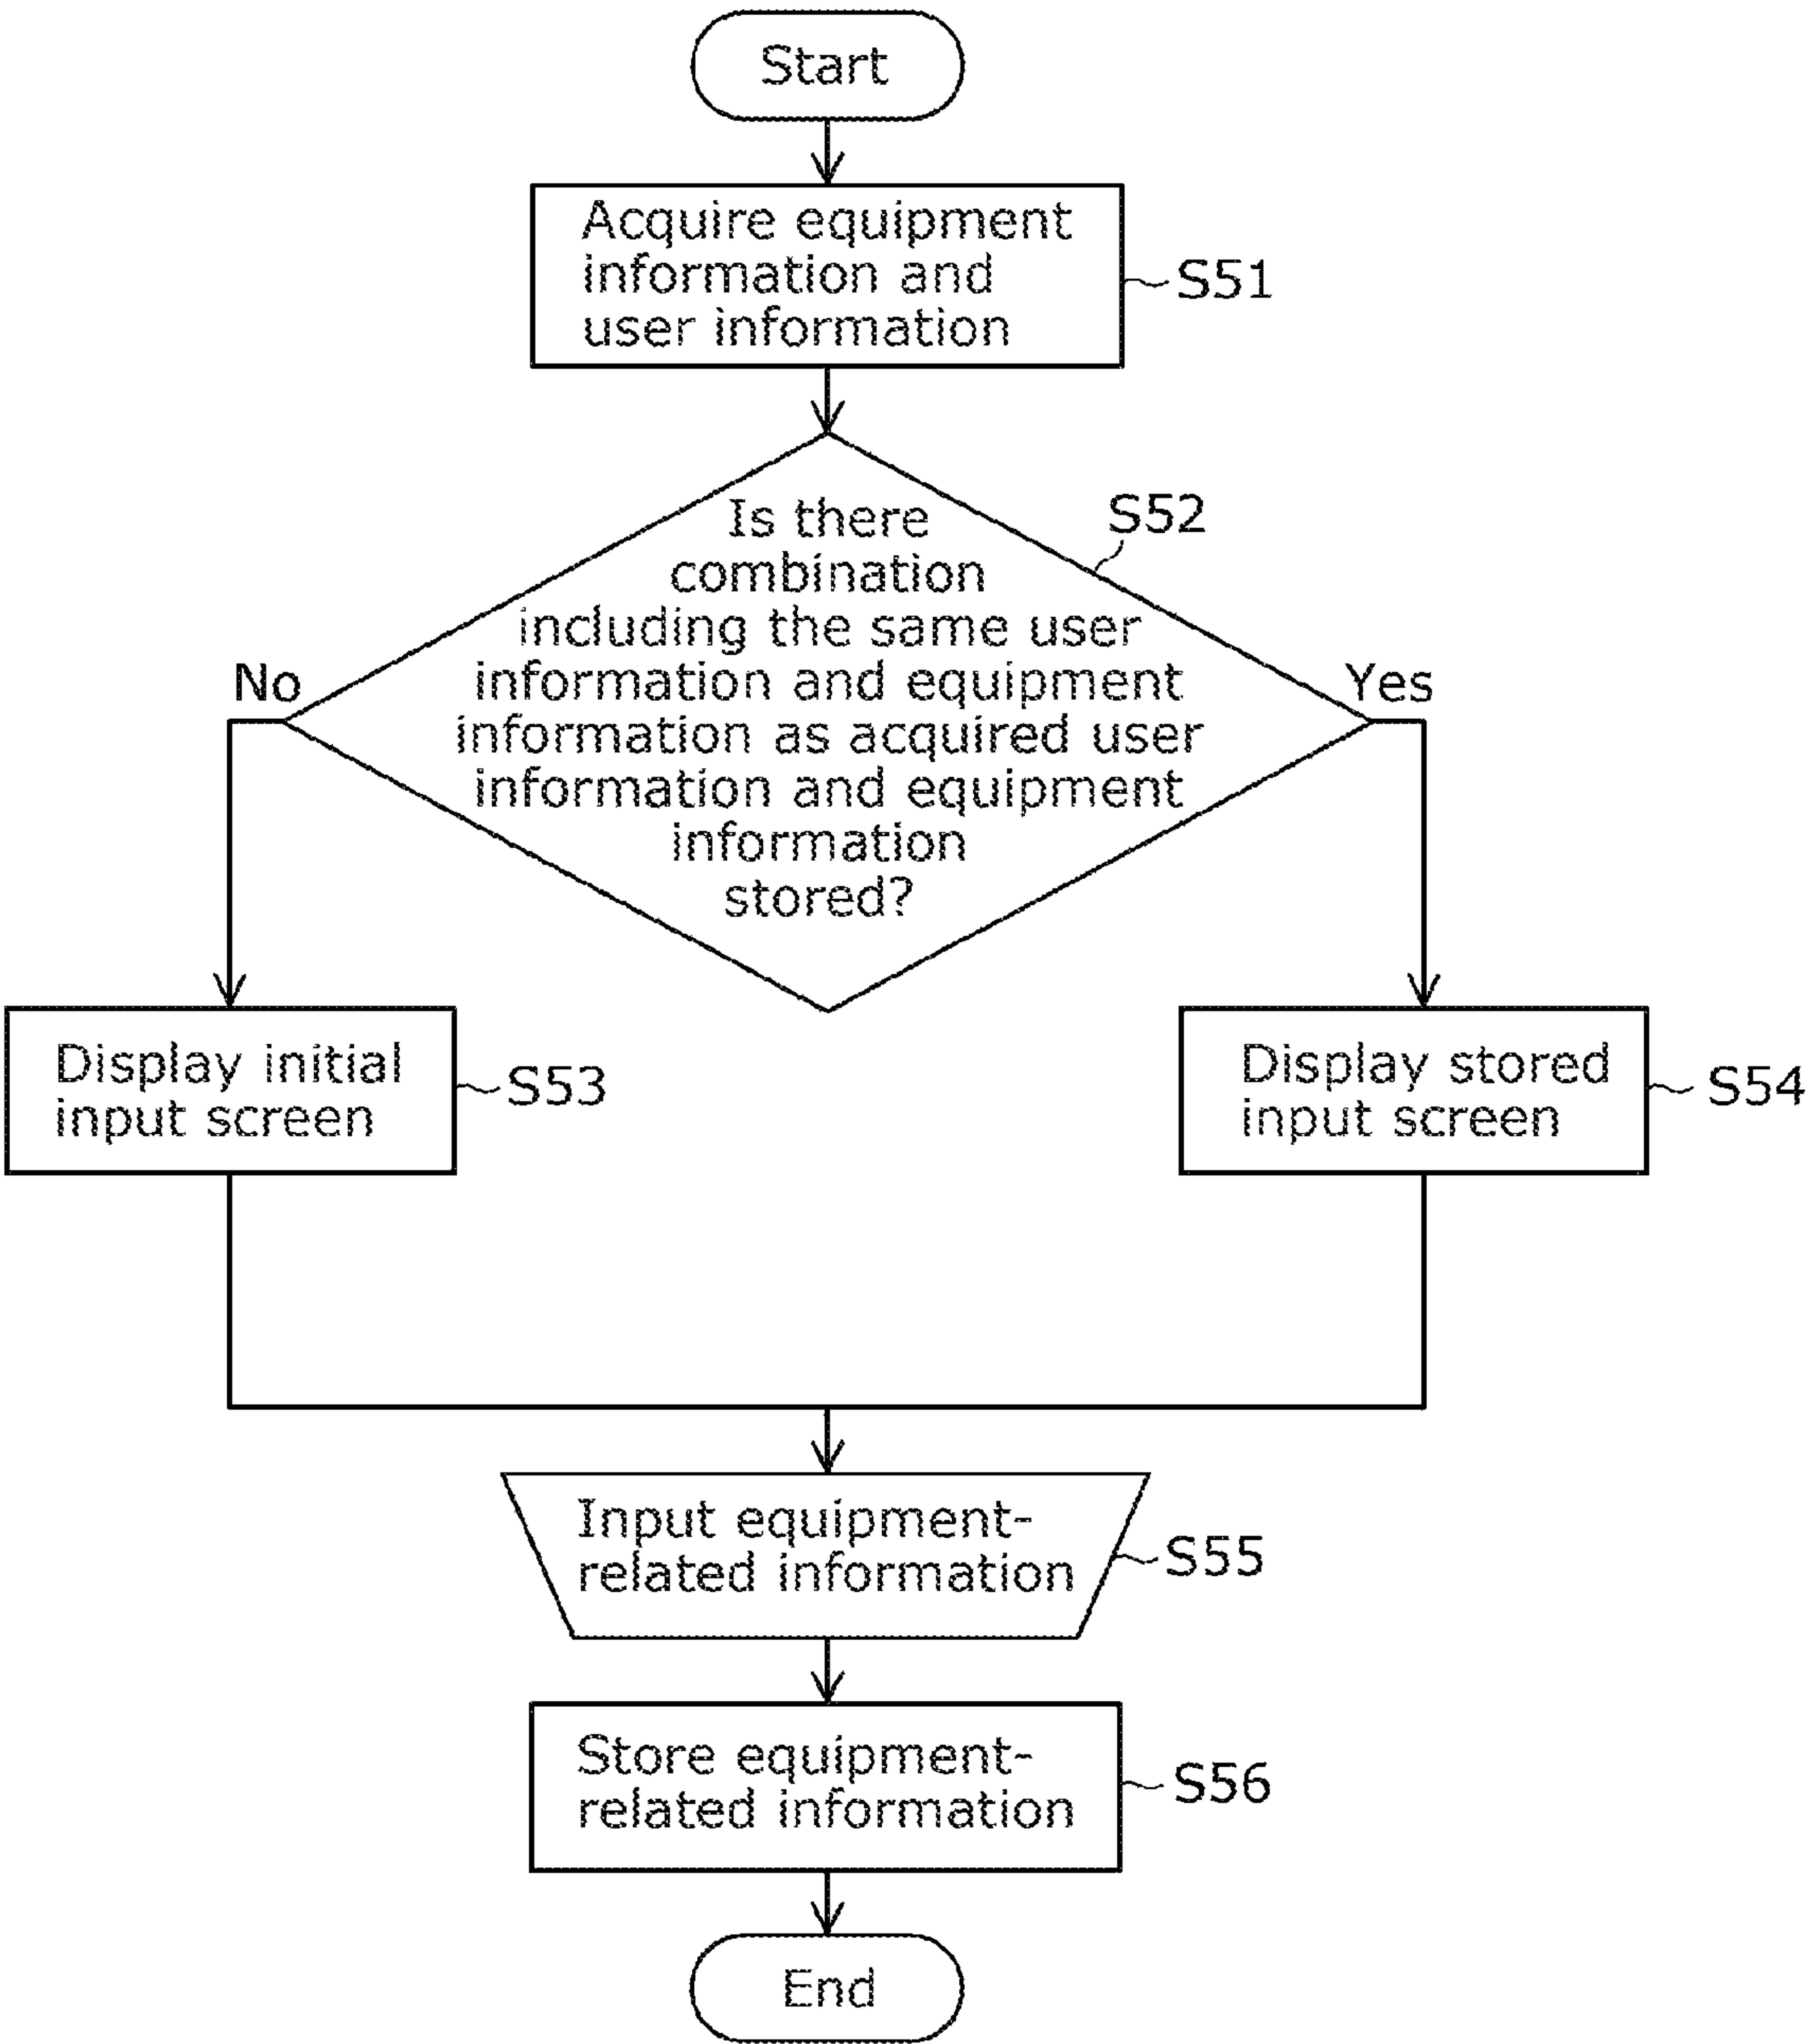 Start
Acquire equipment
information and
user information
S51
Is there
combination
including the same user
information and equipment
information as acquired user
information and equipment
information
stored?
S52
No
Yes
Display initial
input screen
S53
Display stored
input screen
S54
Input equipment-
related information
S55
Store equipment-
related information
S56
End